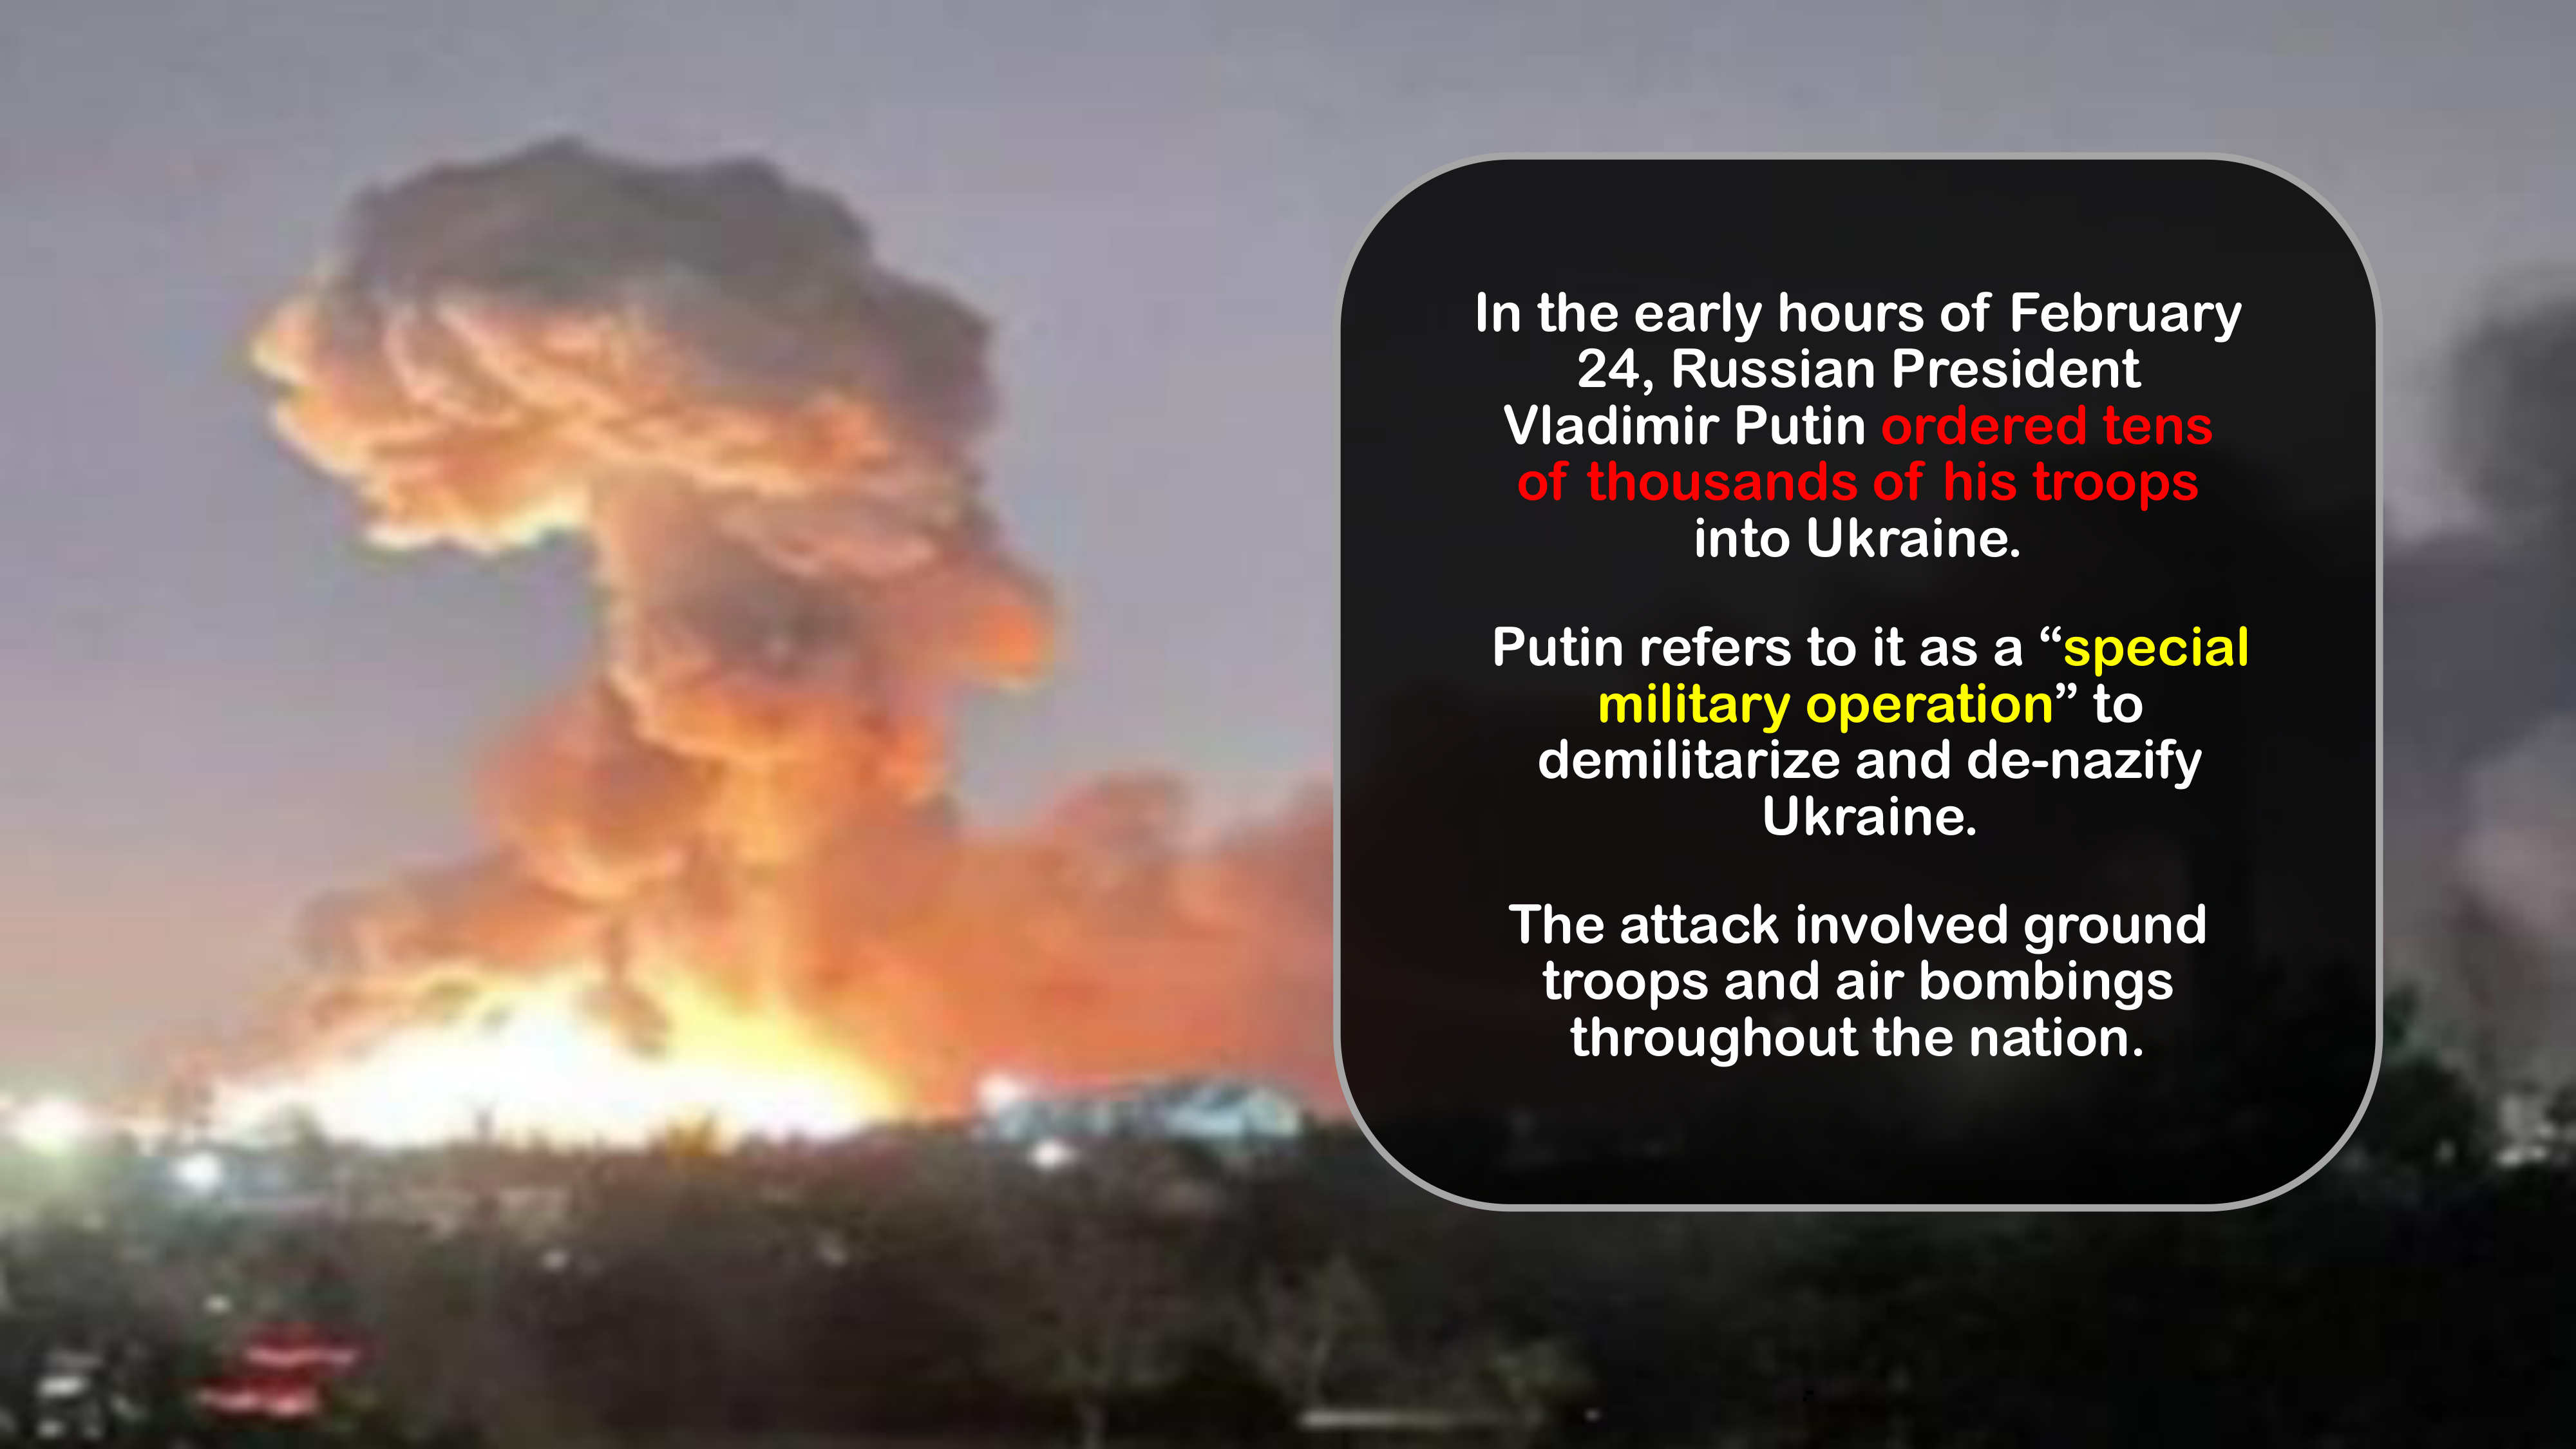 In the early hours of February
24, Russian President
Vladimir Putin ordered tens
of thousands of his troops
into Ukraine.
Putin refers to it as a “special
military operation” to
demilitarize and de-nazify
Ukraine.
The attack involved ground
troops and air bombings
throughout the nation.